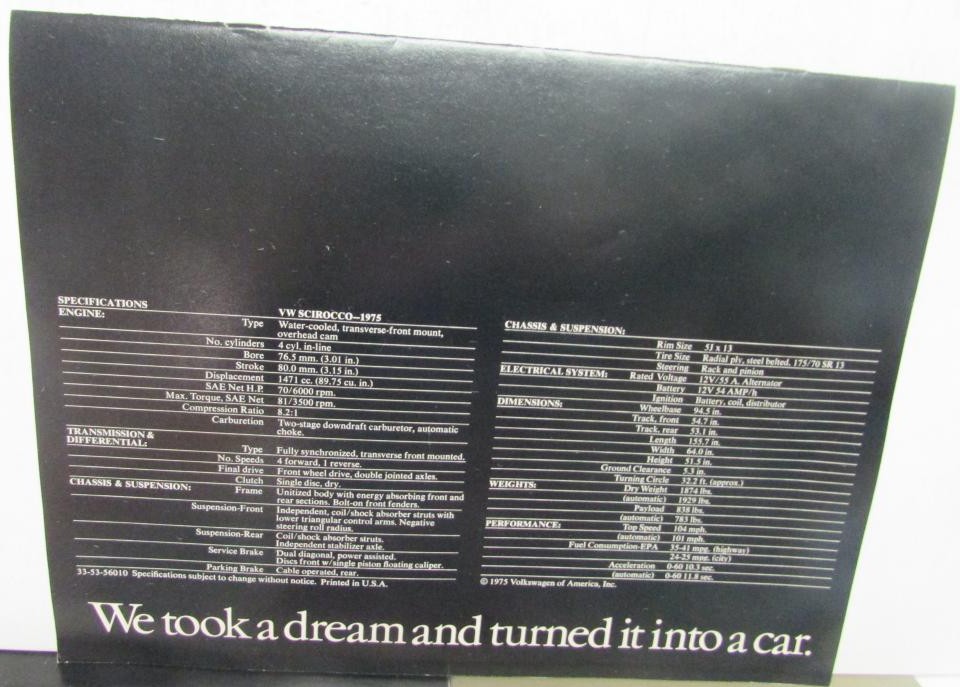 SPECIFICATIONS
VW SCIROCCO—1975
ENGINE:
Type Water-cooled, transverse-front mount,
overhead cam
No. cylinders 4 cyl. in-line
Bore 76.5 mm. (3.01 in.)
Stroke 80.0 mm. (3.15 in.)
Displacement 1471 cc. (89.75 cu. in.)
SAE Net H.P. 70/6000 rpm.
Max. Torque, SAE Net 81/3500 rpm.
Compression Ratio 8.2:1
Carburetion Two-stage downdraft carburetor, automatic
choke.
TRANSMISSION &
DIFFERENTIAL:
Type Fully synchronized, transverse front mounted.
No. Speeds 4 forward, 1 reverse.
Final drive Front wheel drive, double jointed axles.
Clutch Single disc, dry.
CHASSIS & SUSPENSION:
Frame Unitized body with energy absorbing front and
rear sections. Bolt-on front fenders.
Suspension-Front Independent, coil/shock absorber struts with
lower triangular control arms. Negative
steering roll radius.
Suspension-Rear Coil/shock absorber struts.
Independent stabilizer axle.
Service Brake Dual diagonal, power assisted.
Discs front w/single piston floating caliper.
Parking Brake Cable operated, rear.
33-53-56010 Specifications subject to change without notice. Printed in U.S.A.
CHASSIS & SUSPENSION:
Rim Size 5J x 13
Tire Size Radial ply, steel belted. 175/70 SR 13
Steering Rack and pinion
ELECTRICAL SYSTEM: Rated Voltage 12V/55 A. Alternator
Battery 12V 54 AMP/h
Ignition Battery, coil, distributor
DIMENSIONS:
Wheelbase 94.5 in.
Track, front 54.7 in.
Track, rear 53.1 in.
Length 155.7 in.
Width 64.0 in.
Height 51.5 in.
Ground Clearance 5.3 in.
Turning Circle 32.2 ft. (approx.)
WEIGHTS:
Dry Weight 1874 lbs.
(automatic) 1929 lbs.
Payload 838 lbs.
(automatic) 783 lbs.
PERFORMANCE:
Top Speed 104 mph.
(automatic) 101 mph.
Fuel Consumption-EPA 35-41 mpg. (highway)
24-25 mpg. (city)
Acceleration 0-60 10.3 sec.
(automatic) 0-60 11.8 sec.
© 1975 Volkswagen of America, Inc.
We took a dream and turned it into a car.